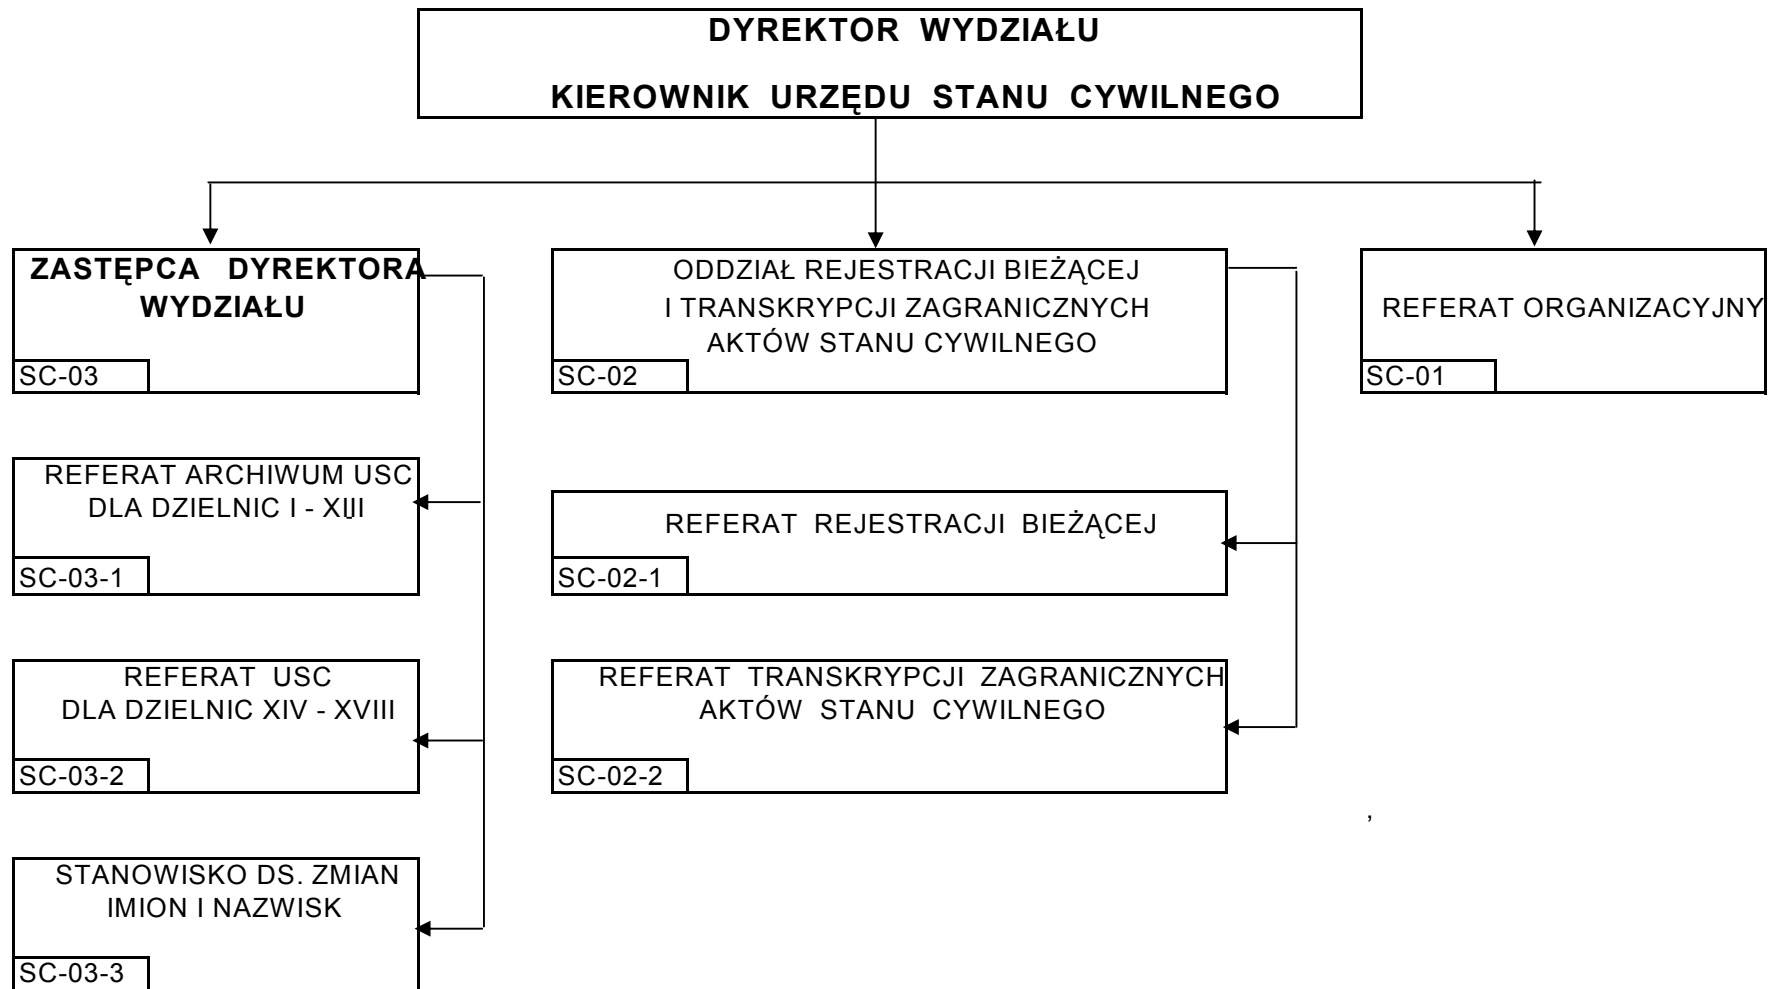 DYREKTOR WYDZIAŁU
KIEROWNIK URZĘDU STANU CYWILNEGO
ZASTĘPCA DYREKTORA
WYDZIAŁU
SC-03
ODDZIAŁ REJESTRACJI BIEŻĄCEJ
I TRANSKRYPCJI ZAGRANICZNYCH
AKTÓW STANU CYWILNEGO
SC-02
REFERAT ORGANIZACYJNY
SC-01
REFERAT ARCHIWUM USC
DLA DZIELNIC I - XIII
SC-03-1
REFERAT REJESTRACJI BIEŻĄCEJ
SC-02-1
REFERAT USC
DLA DZIELNIC XIV - XVIII
SC-03-2
REFERAT TRANSKRYPCJI ZAGRANICZNYCH
AKTÓW STANU CYWILNEGO
SC-02-2
,
STANOWISKO DS. ZMIAN
IMION I NAZWISK
SC-03-3